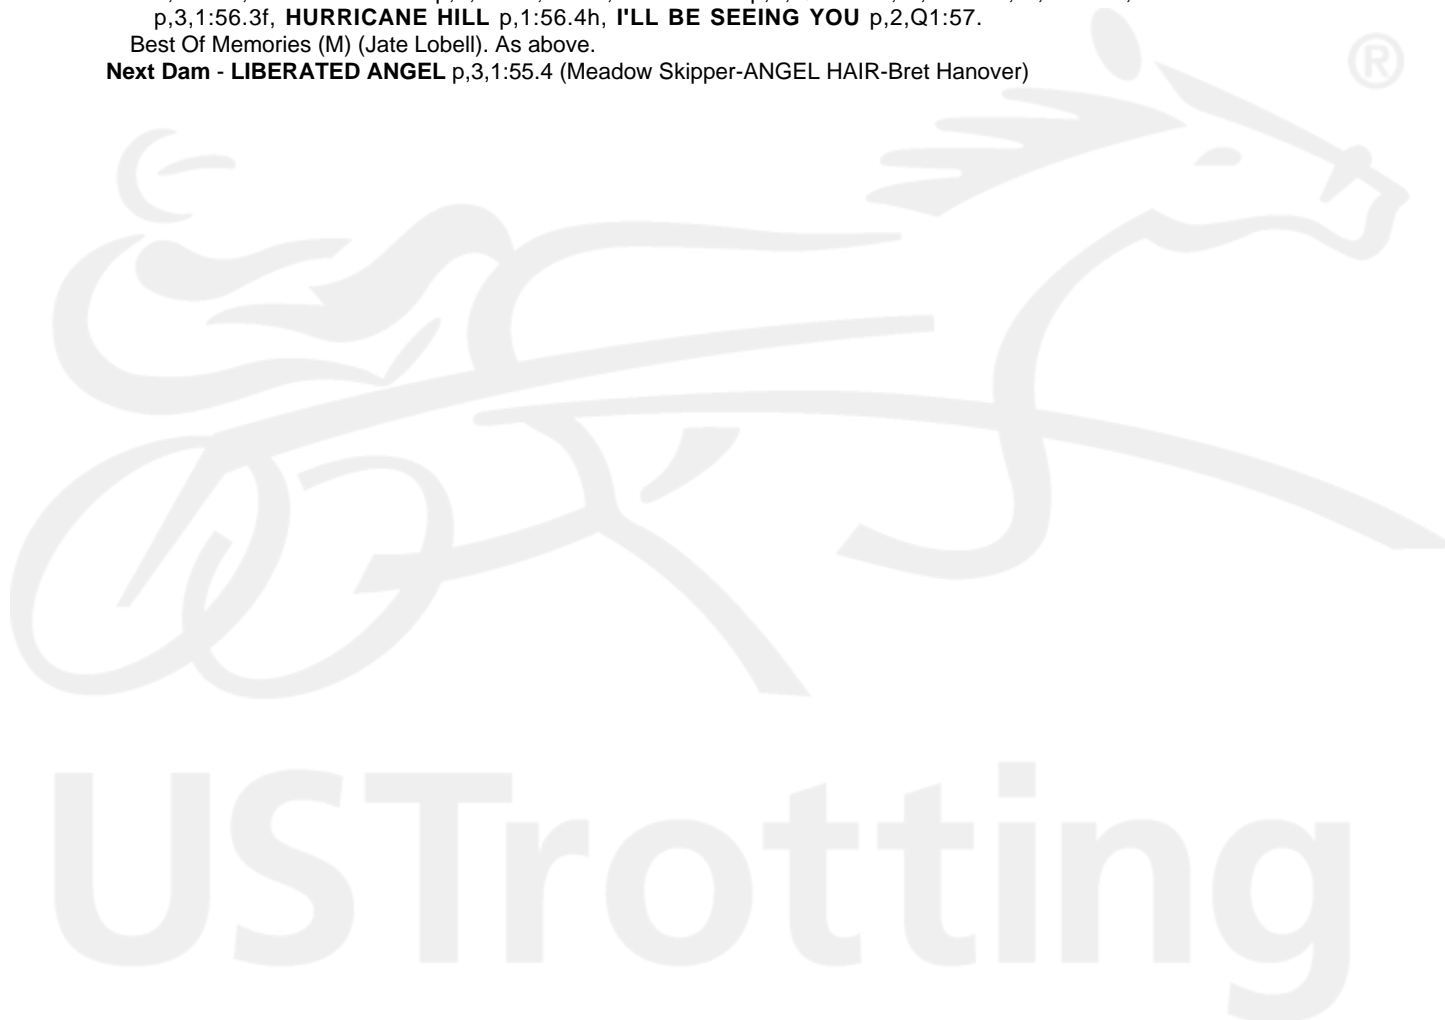 p,3,1:56.3f, HURRICANE HILL p,1:56.4h, I'LL BE SEEING YOU p,2,Q1:57.
Best Of Memories (M) (Jate Lobell). As above.
Next Dam - LIBERATED ANGEL p,3,1:55.4 (Meadow Skipper-ANGEL HAIR-Bret Hanover)
®
USTrotting